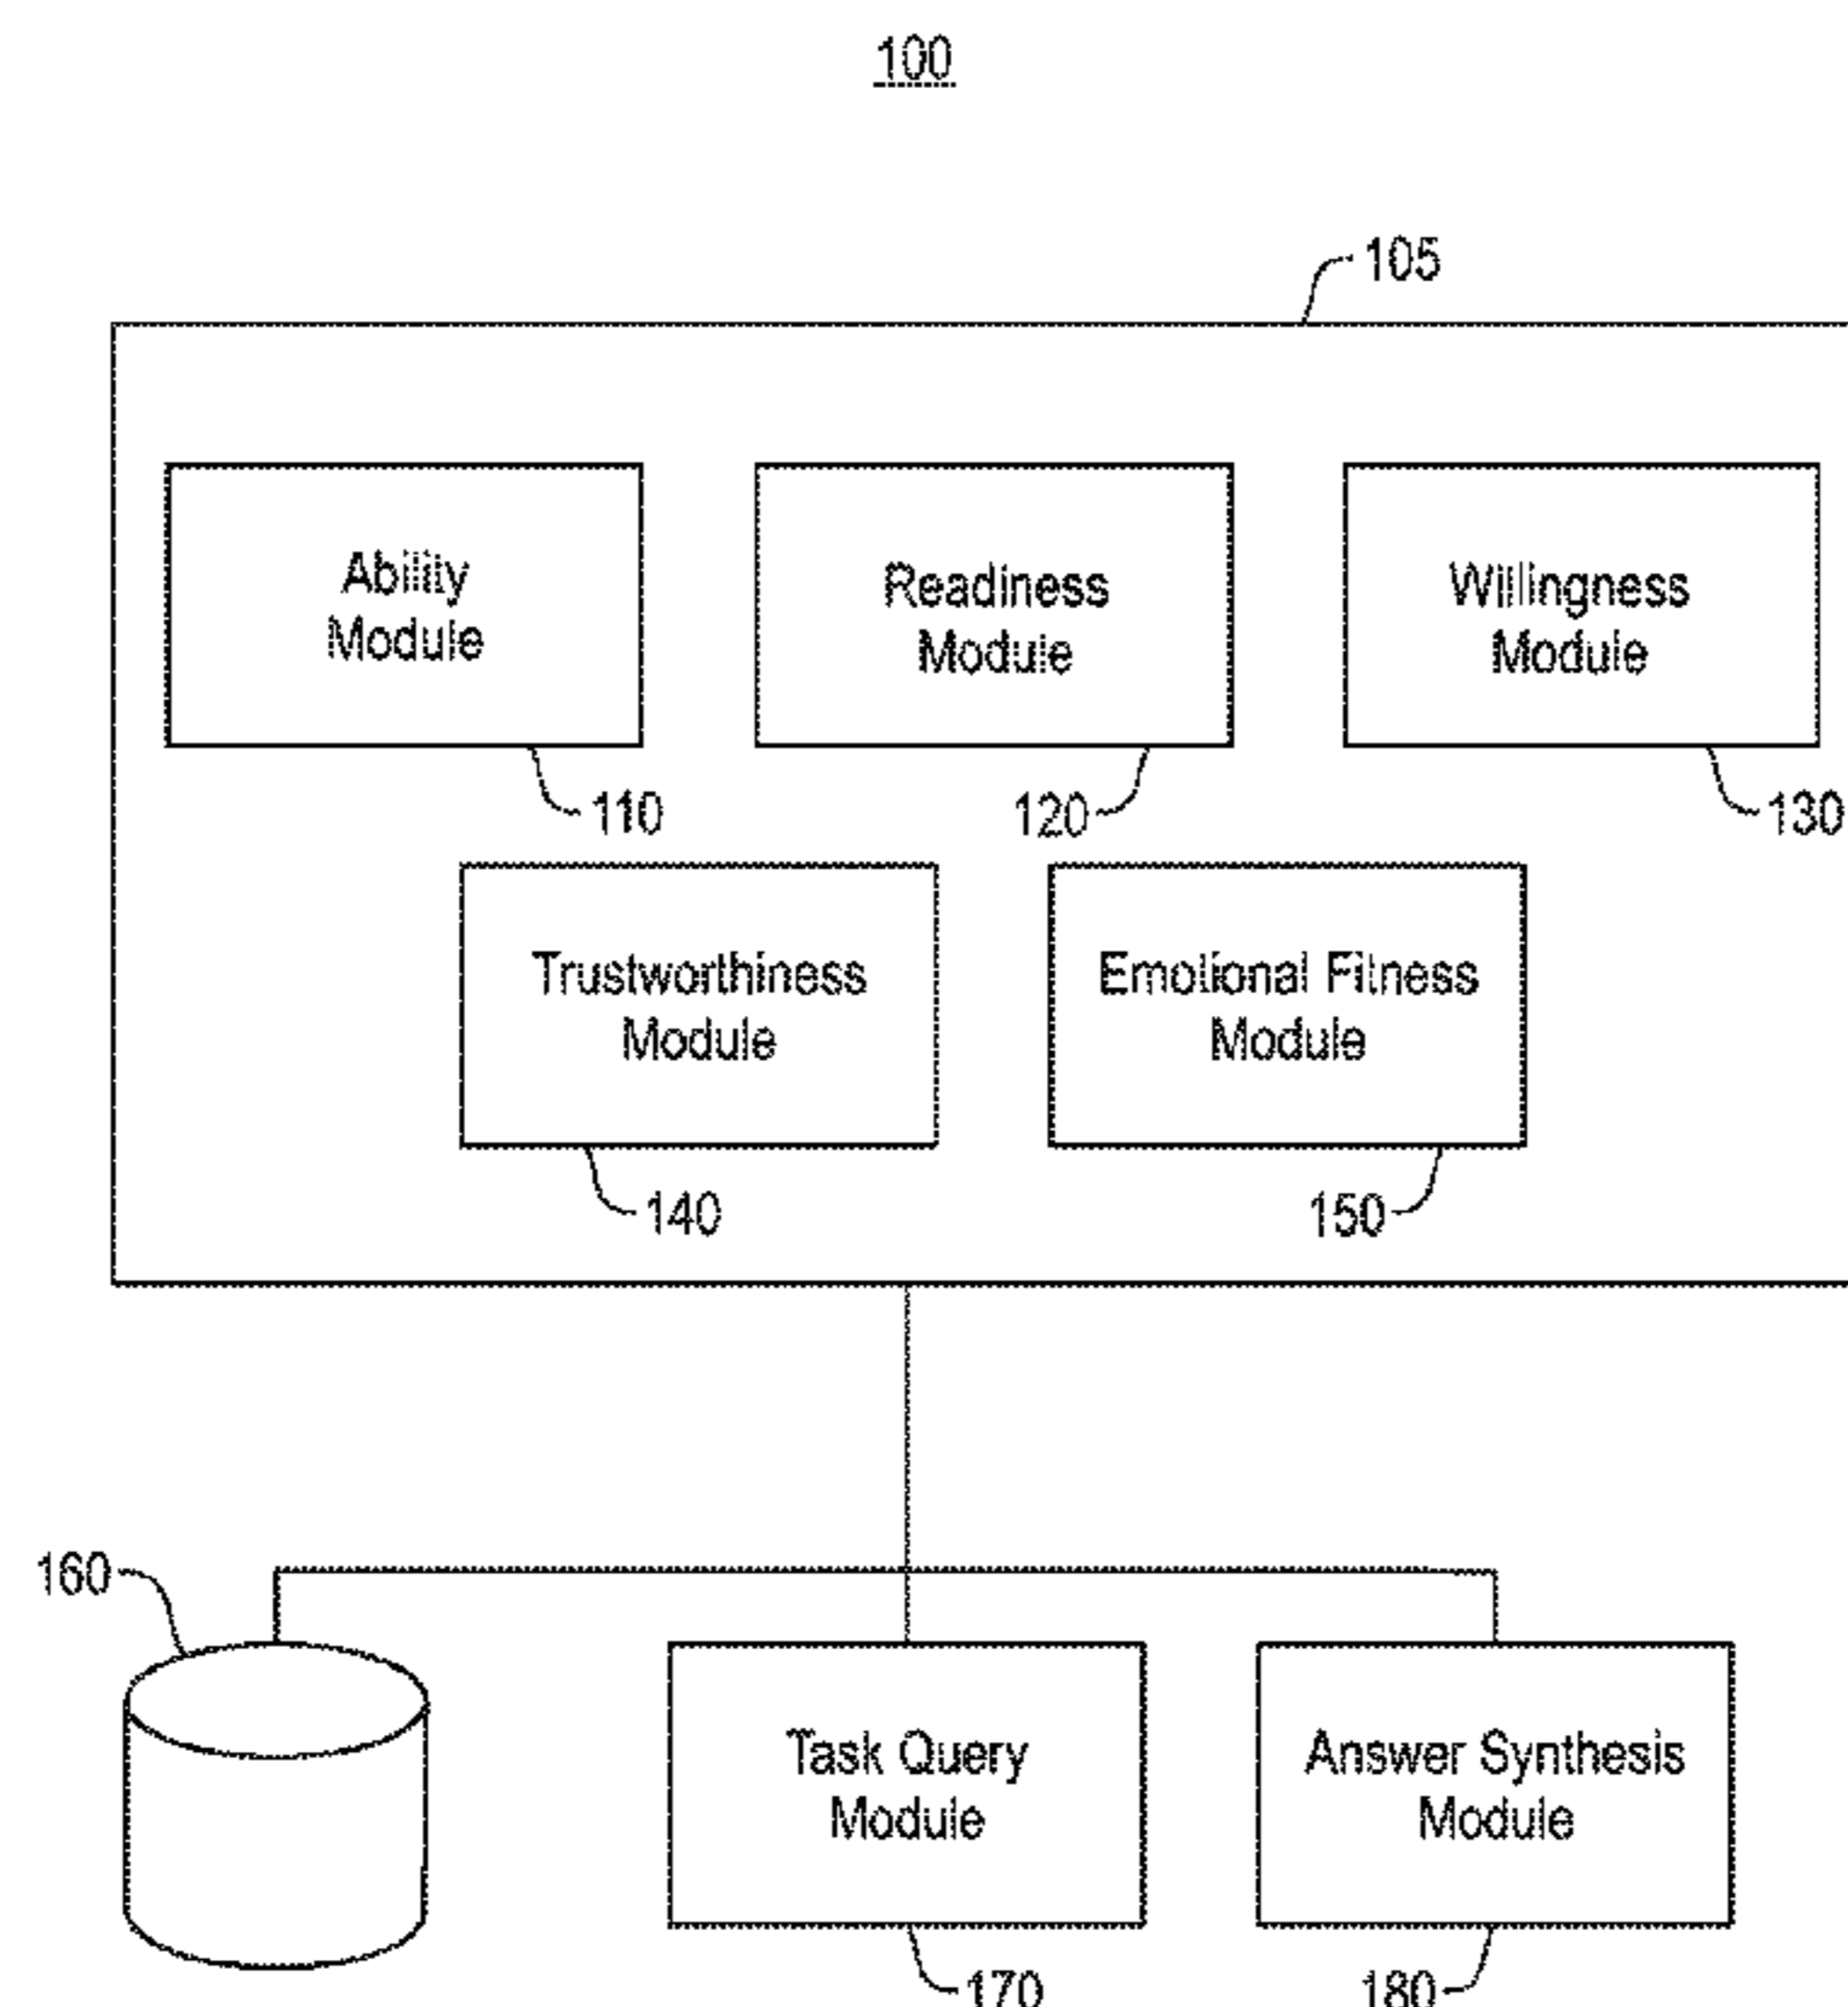 100
105
Ability
Module
Readiness
Module
Willingness
Module
110
120
130
Trustworthiness
Module
Emotional Fitness
Module
140
150
160
Task Query
Module
Answer Synthesis
Module
170
180